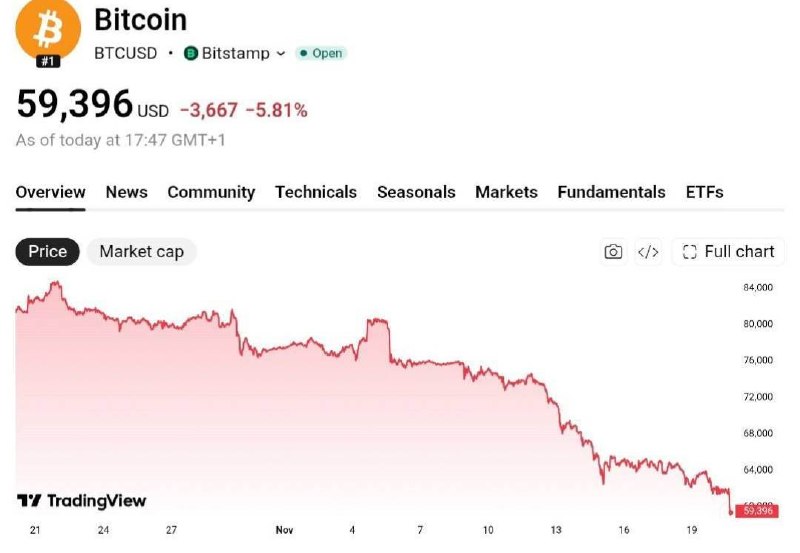 Bitcoin
#1
BTCUSD • Bitstamp Open
59,396 USD −3,667 −5.81%
As of today at 17:47 GMT+1
Overview News Community Technicals Seasonals Markets Fundamentals ETFs
Price Market cap </> Full chart
84,000
80,000
76,000
72,000
68,000
64,000
59,396
TradingView
21 24 27 Nov 4 7 10 13 16 19